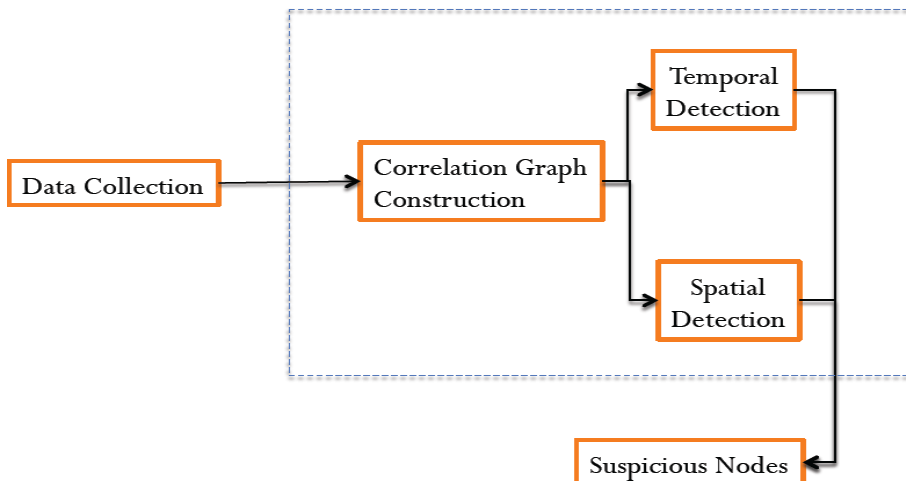 Temporal
Detection
Data Collection
Correlation Graph
Construction
Spatial
Detection
Suspicious Nodes